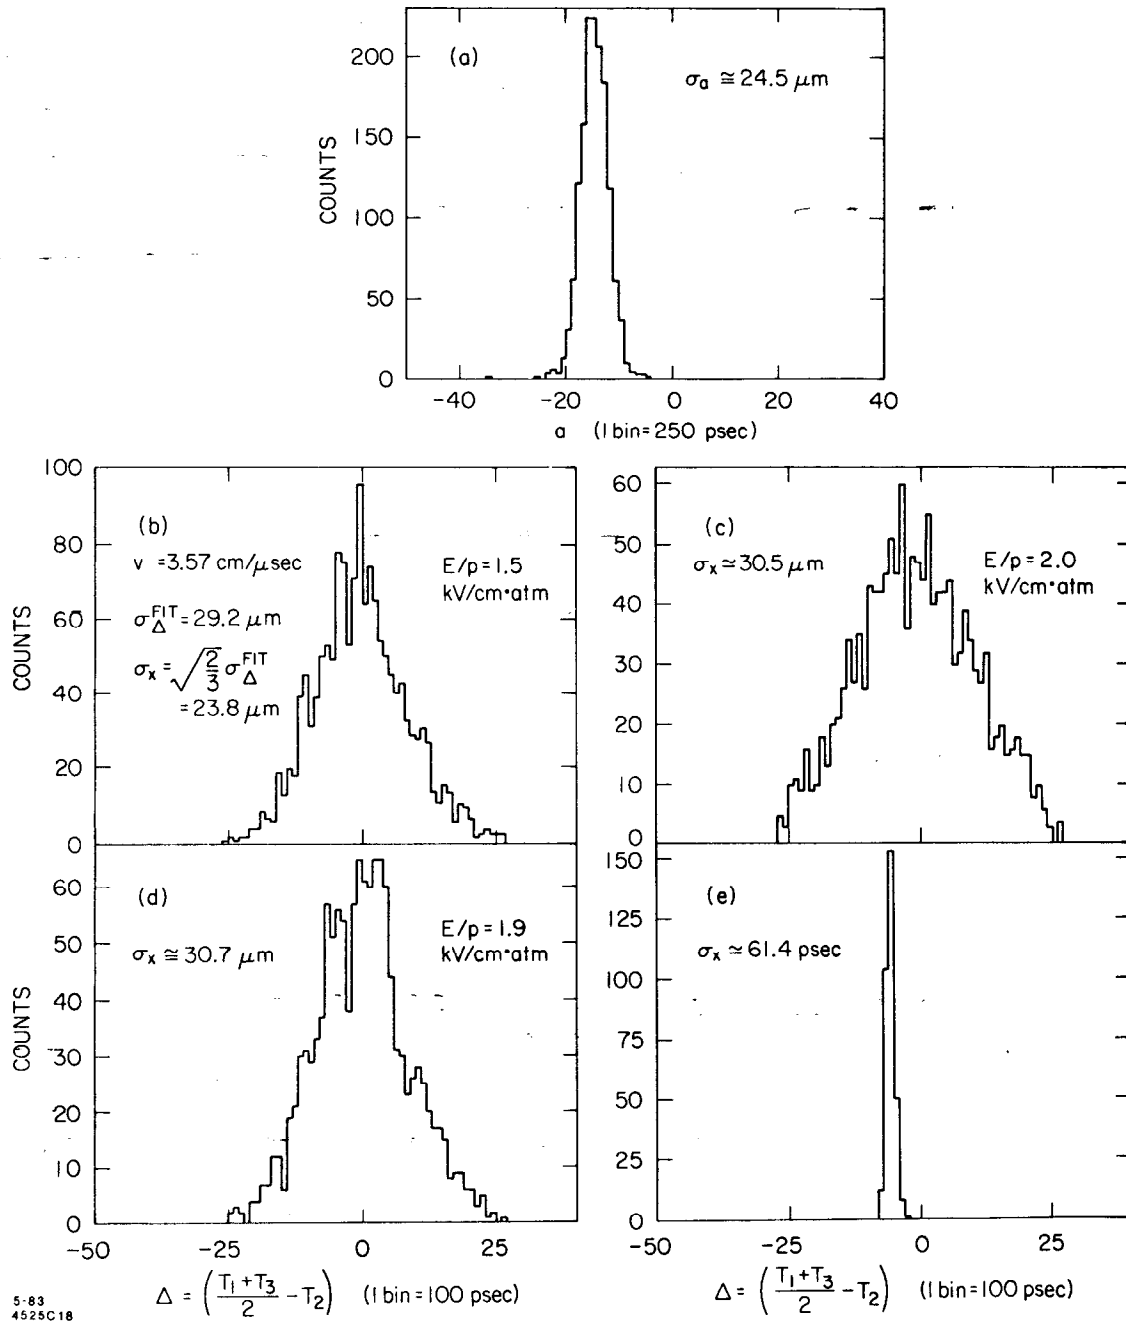 (a)
σa ≅ 24.5 μm
COUNTS
200
150
100
50
0
-40 -20 0 20 40
a (1 bin = 250 psec)
(b)
v = 3.57 cm/μsec
σ_Δ^FIT = 29.2 μm
σx = √(2/3) σ_Δ^FIT
= 23.8 μm
E/p = 1.5
kV/cm•atm
COUNTS
100
80
60
40
20
0
(c)
σx ≃ 30.5 μm
E/p = 2.0
kV/cm•atm
60
50
40
30
20
10
0
(d)
σx ≅ 30.7 μm
E/p = 1.9
kV/cm•atm
COUNTS
60
50
40
30
20
10
0
-50 -25 0 25
Δ = ((T1 + T3)/2 - T2) (1 bin = 100 psec)
(e)
σx ≃ 61.4 psec
150
125
100
75
50
25
0
-50 -25 0 25
Δ = ((T1 + T3)/2 - T2) (1 bin = 100 psec)
5-83
4525C18